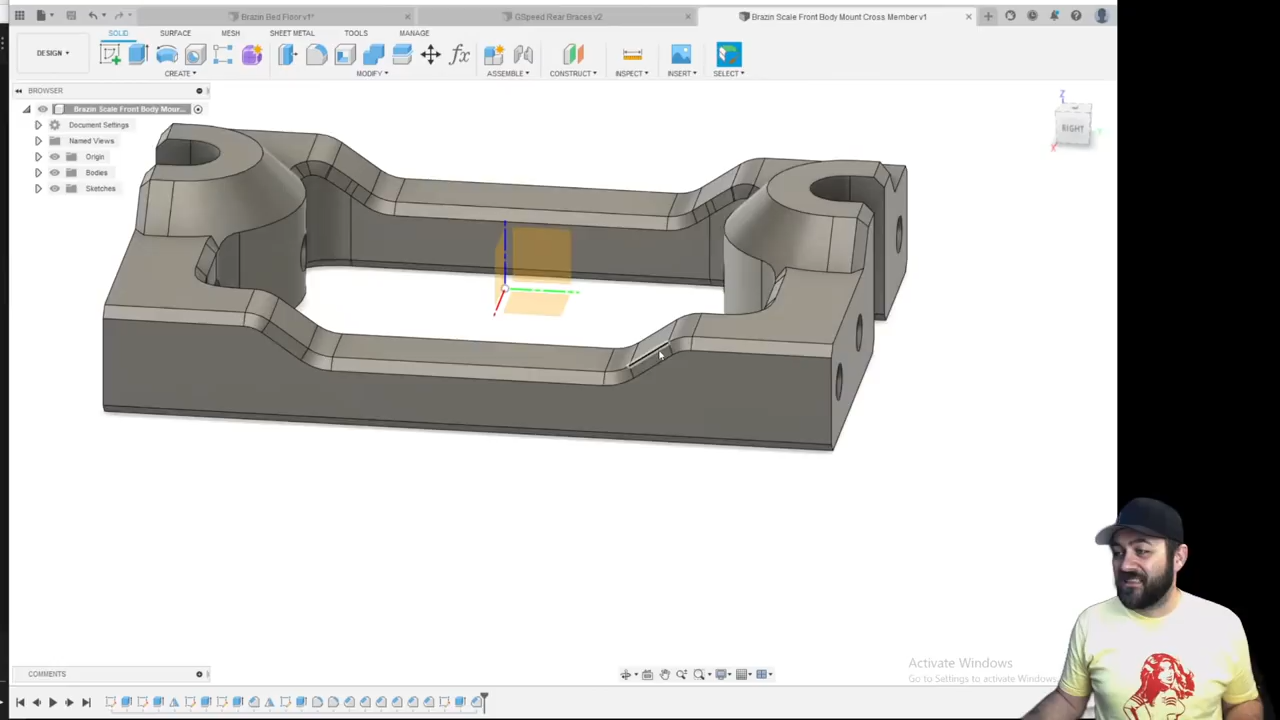 Brazin Bed Floor v1*
GSpeed Rear Braces v2
Brazin Scale Front Body Mount Cross Member v1
DESIGN
SOLID
SURFACE
MESH
SHEET METAL
TOOLS
MANAGE
fx
CREATE
MODIFY
ASSEMBLE
CONSTRUCT
INSPECT
INSERT
SELECT
BROWSER
Brazin Scale Front Body Mour...
Document Settings
Named Views
Origin
Bodies
Sketches
Z
RIGHT
Y
X
Activate Windows
Go to Settings to activate Windows.
COMMENTS